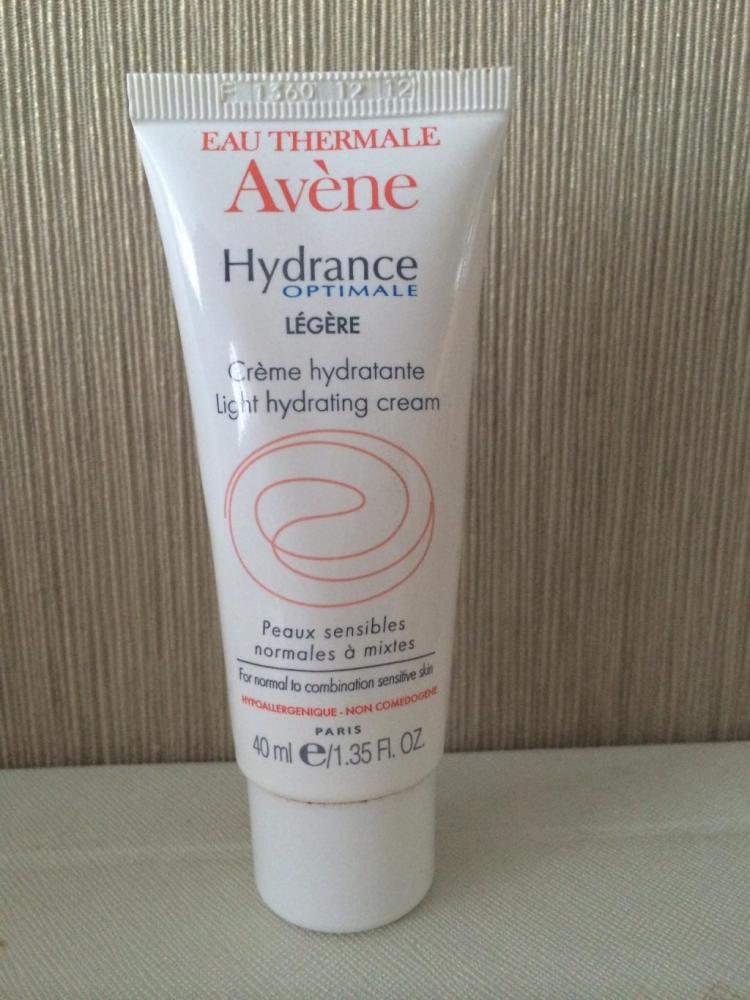 F 1360 12 12
EAU THERMALE
Avène
Hydrance
OPTIMALE
LÉGÈRE
Crème hydratante
Light hydrating cream
Peaux sensibles
normales à mixtes
For normal to combination sensitive skin
HYPOALLERGENIQUE - NON COMEDOGENE
PARIS
40 ml ℮/1.35 Fl. OZ.